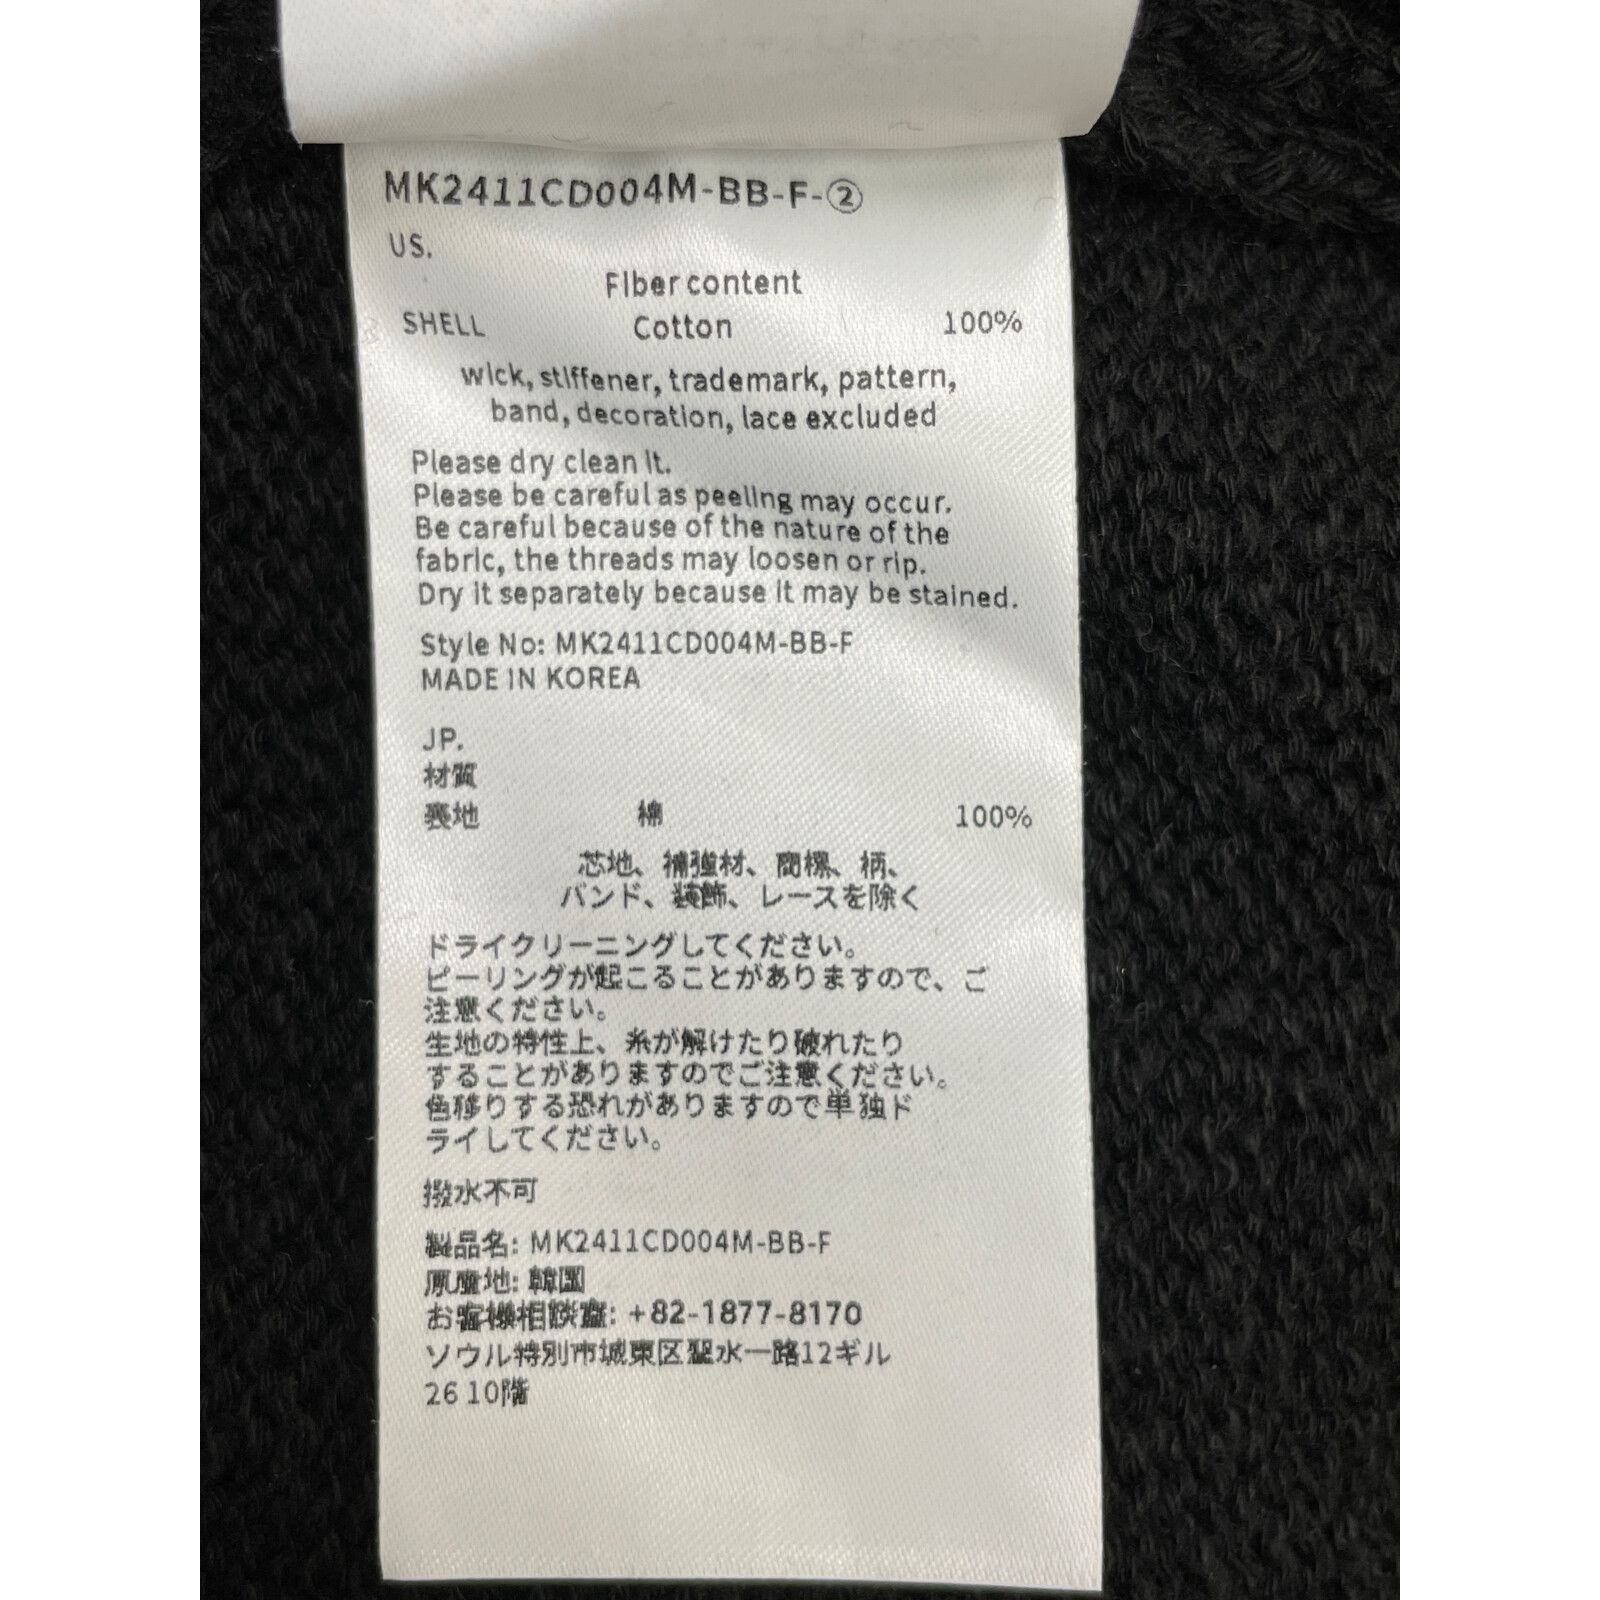 MK2411CD004M-BB-F-②
US.
Fiber content
SHELL Cotton 100%
wick, stiffener, trademark, pattern,
band, decoration, lace excluded
Please dry clean it.
Please be careful as peeling may occur.
Be careful because of the nature of the
fabric, the threads may loosen or rip.
Dry it separately because it may be stained.
Style No: MK2411CD004M-BB-F
MADE IN KOREA
JP.
材質
表地 棉 100%
芯地、補強材、商標、柄、
バンド、装飾、レースを除く
ドライクリーニングしてください。
ピーリングが起こることがありますので、ご
注意ください。
生地の特性上、糸が解けたり破れたり
することがありますのでご注意ください。
色移りする恐れがありますので単独ド
ライしてください。
撥水不可
製品名: MK2411CD004M-BB-F
原産地: 韓国
お客様相談室: +82-1877-8170
ソウル特別市城東区聖水一路12ギル
26 10階